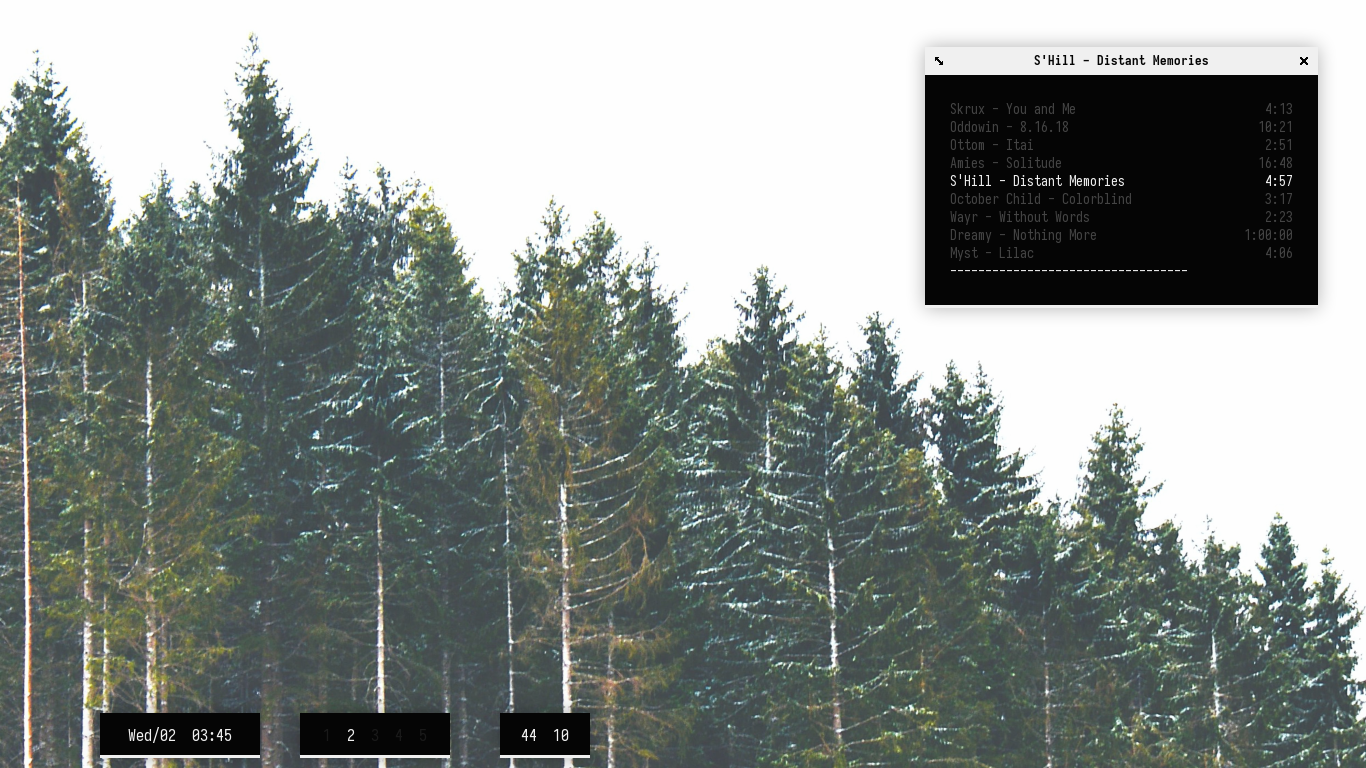 S'Hill - Distant Memories
Skrux - You and Me 4:13
Oddowin - 8.16.18 10:21
Ottom - Itai 2:51
Amies - Solitude 16:48
S'Hill - Distant Memories 4:57
October Child - Colorblind 3:17
Wayr - Without Words 2:23
Dreamy - Nothing More 1:00:00
Myst - Lilac 4:06
Wed/02 03:45
1 2 3 4 5
44 10